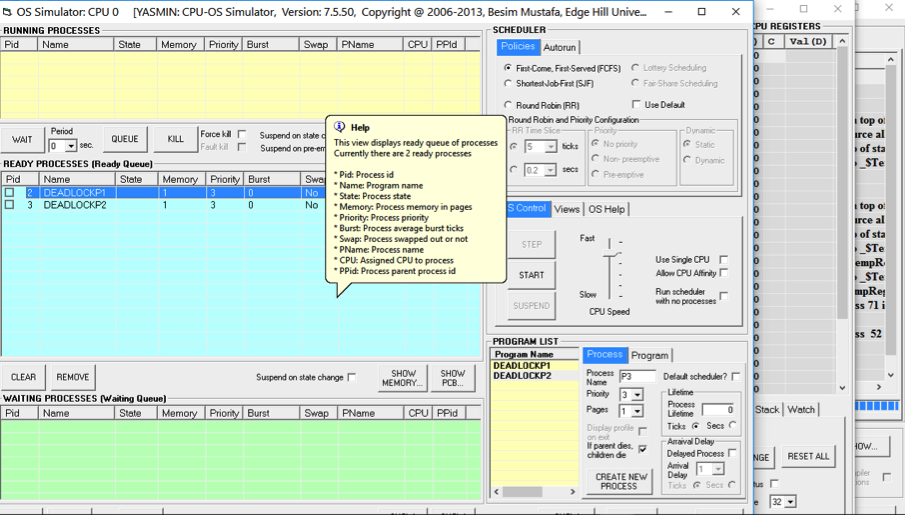 OS Simulator: CPU 0 [YASMIN: CPU-OS Simulator, Version: 7.5.50, Copyright @ 2006-2013, Besim Mustafa, Edge Hill Unive...
RUNNING PROCESSES
Pid Name State Memory Priority Burst Swap PName CPU PPId
WAIT
Period
0 sec.
QUEUE
KILL
Force kill
Fault kill
Suspend on state c
Suspend on pre-em
READY PROCESSES (Ready Queue)
Pid Name State Memory Priority Burst Swa
2 DEADLOCKP1 1 3 0 No
3 DEADLOCKP2 1 3 0 No
Help
This view displays ready queue of processes
Currently there are 2 ready processes
* Pid: Process id
* Name: Program name
* State: Process state
* Memory: Process memory in pages
* Priority: Process priority
* Burst: Process average burst ticks
* Swap: Process swapped out or not
* PName: Process name
* CPU: Assigned CPU to process
* PPid: Process parent process id
CLEAR
REMOVE
Suspend on state change
SHOW
MEMORY...
SHOW
PCB...
WAITING PROCESSES (Waiting Queue)
Pid Name State Memory Priority Burst Swap PName CPU PPid
SCHEDULER
Policies Autorun
First-Come, First-Served (FCFS)
Lottery Scheduling
Shortest-Job-First (SJF)
Fair-Share Scheduling
Round Robin (RR)
Use Default
Round Robin and Priority Configuration
RR Time Slice
5 ticks
0.2 secs
Priority
No priority
Non- preemptive
Pre-emptive
Dynamic
Static
Dynamic
S Control Views OS Help
STEP
START
SUSPEND
Fast
Slow
CPU Speed
Use Single CPU
Allow CPU Affinity
Run scheduler
with no processes
PROGRAM LIST
Program Name
DEADLOCKP1
DEADLOCKP2
Process Program
Process
Name
P3
Default scheduler?
Priority 3
Pages 1
Lifetime
Process
Lifetime
0
Ticks Secs
Display profile
on exit
If parent dies,
children die
Arraival Delay
Delayed Process
Arrival
Delay
1
Ticks Secs
CREATE NEW
PROCESS
CPU REGISTERS
C Val (D)
Stack Watch
NGE
RESET ALL
tus
32
top of
urce al
p of sta
_$Te
top of
urce al
of sta
_$Te
empReg
_$Te
mpReg
ss 71 i
ss 52
OW...
piler
ons